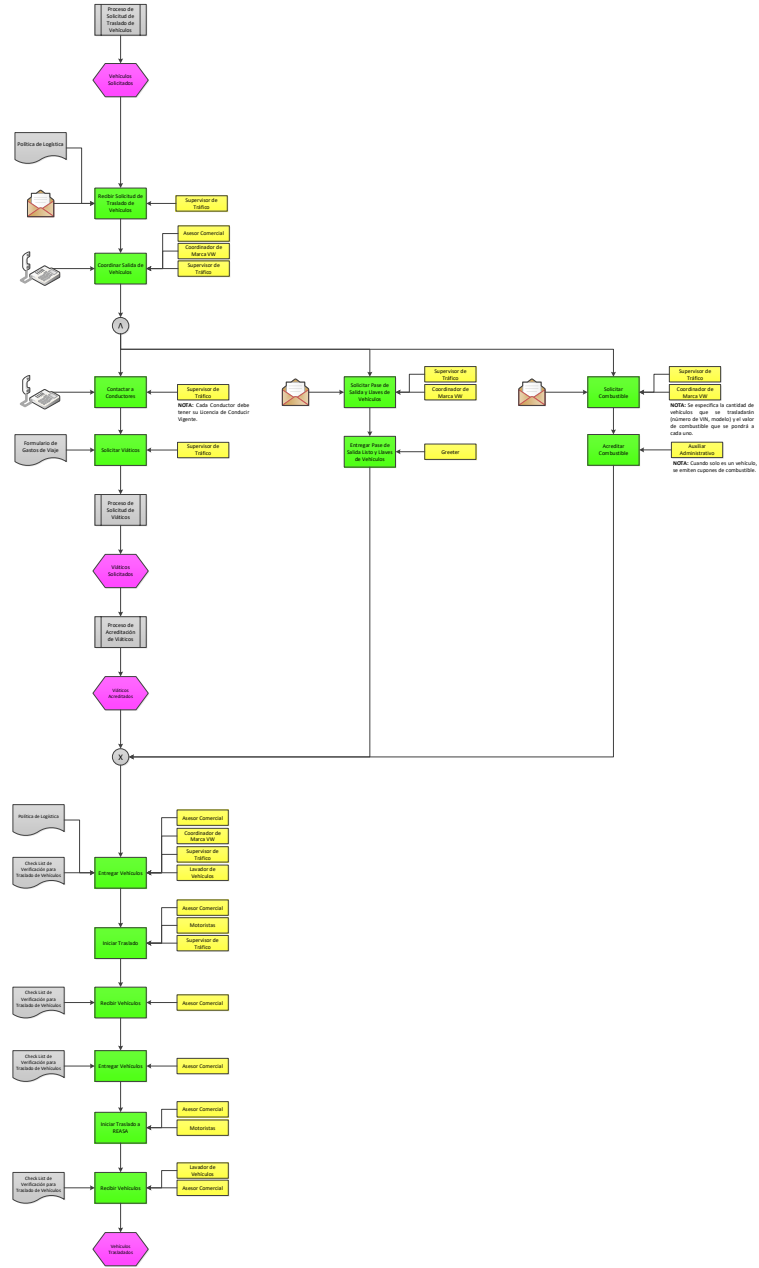 Proceso de
Solicitud de
Traslado de
Vehículos
Vehículos
Solicitados
Política de Logística
Recibir Solicitud de
Traslado de
Vehículos
Supervisor de
Tráfico
Coordinar Salida de
Vehículos
Asesor Comercial
Coordinador de
Marca VW
Supervisor de
Tráfico
Λ
Contactar a
Conductores
Supervisor de
Tráfico
NOTA: Cada Conductor debe
tener su Licencia de Conducir
Vigente.
Solicitar Pase de
Salida y Llaves de
Vehículos
Supervisor de
Tráfico
Coordinador de
Marca VW
Solicitar
Combustible
Supervisor de
Tráfico
Coordinador de
Marca VW
NOTA: Se especifica la cantidad de
vehículos que se trasladarán
(número de VIN, modelo) y el valor
de combustible que se pondrá a
cada uno.
Formulario de
Gastos de Viaje
Solicitar Viáticos
Supervisor de
Tráfico
Entregar Pase de
Salida Listo y Llaves
de Vehículos
Greeter
Acreditar
Combustible
Auxiliar
Administrativo
NOTA: Cuando solo es un vehículo,
se emiten cupones de combustible.
Proceso de
Solicitud de
Viáticos
Viáticos
Solicitados
Proceso de
Acreditación
de Viáticos
Viáticos
Acreditados
X
Política de Logística
Check List de
Verificación para
Traslado de Vehículos
Entregar Vehículos
Asesor Comercial
Coordinador de
Marca VW
Supervisor de
Tráfico
Lavador de
Vehículos
Iniciar Traslado
Asesor Comercial
Motoristas
Supervisor de
Tráfico
Check List de
Verificación para
Traslado de Vehículos
Recibir Vehículos
Asesor Comercial
Check List de
Verificación para
Traslado de Vehículos
Entregar Vehículos
Asesor Comercial
Iniciar Traslado a
REASA
Asesor Comercial
Motoristas
Check List de
Verificación para
Traslado de Vehículos
Recibir Vehículos
Lavador de
Vehículos
Asesor Comercial
Vehículos
Trasladados